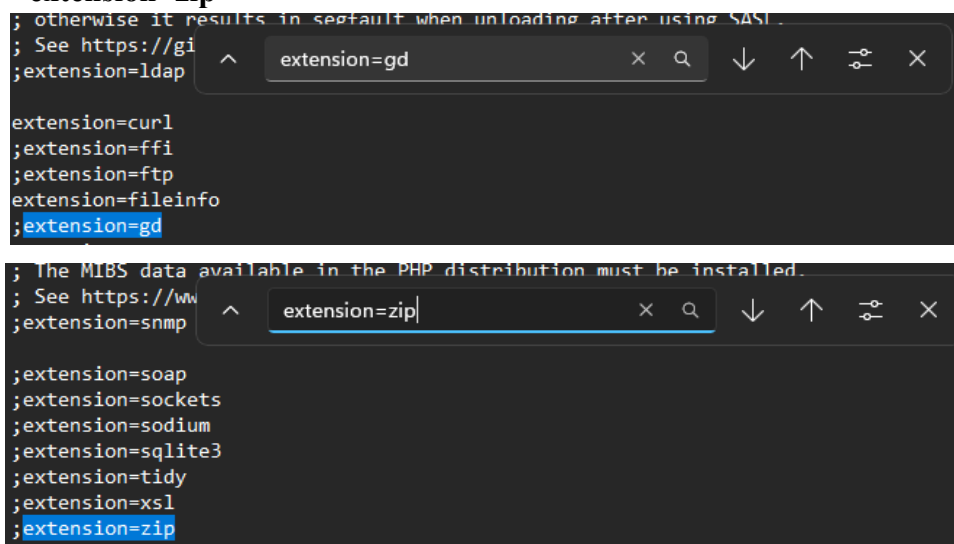 extension=zip
; otherwise it results in segfault when unloading after using SASL.
; See https://gi
extension=gd
;extension=ldap
extension=curl
;extension=ffi
;extension=ftp
extension=fileinfo
;extension=gd
; The MIBS data available in the PHP distribution must be installed.
; See https://ww
extension=zip
;extension=snmp
;extension=soap
;extension=sockets
;extension=sodium
;extension=sqlite3
;extension=tidy
;extension=xsl
;extension=zip